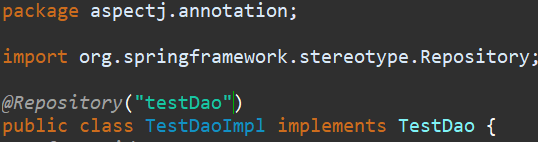 package aspectj.annotation;
import org.springframework.stereotype.Repository;
@Repository("testDao")
public class TestDaoImpl implements TestDao {